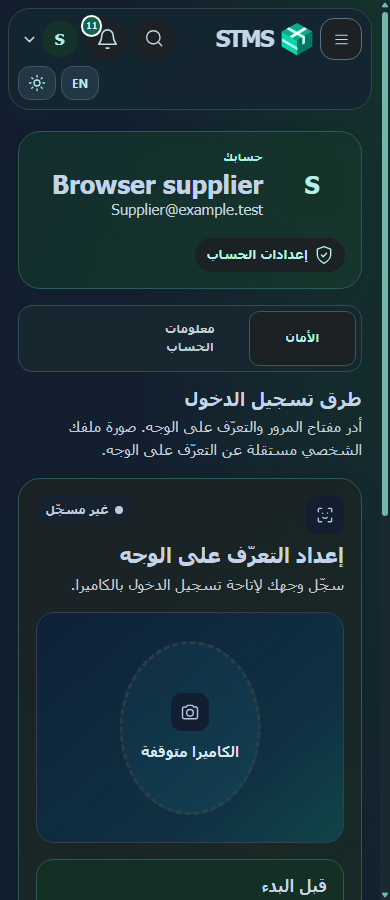 STMS
11
S
EN
حسابك
Browser supplier
Supplier@example.test
S
إعدادات الحساب
الأمان
معلومات
الحساب
طرق تسجيل الدخول
أدر مفتاح المرور والتعرّف على الوجه. صورة ملفك
الشخصي مستقلة عن التعرّف على الوجه.
غير مسجّل
إعداد التعرّف على الوجه
سجّل وجهك لإتاحة تسجيل الدخول بالكاميرا.
الكاميرا متوقفة
قبل البدء